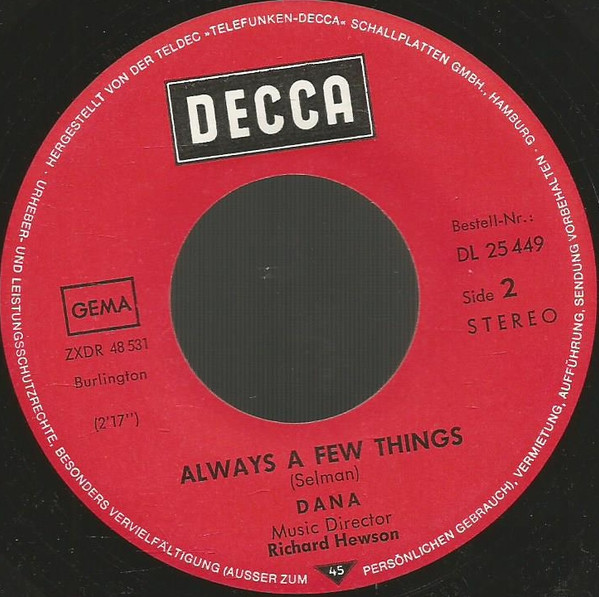 DECCA
Bestell-Nr.:
DL 25 449
Side 2
STEREO
GEMA
ZXDR 48 531
Burlington
(2'17")
ALWAYS A FEW THINGS
(Selman)
DANA
Music Director
Richard Hewson
45
· HERGESTELLT VON DER TELDEC »TELEFUNKEN-DECCA« SCHALLPLATTEN GMBH., HAMBURG · URHEBER- UND LEISTUNGSSCHUTZRECHTE, BESONDERS VERVIELFÄLTIGUNG (AUSSER ZUM PERSÖNLICHEN GEBRAUCH), VERMIETUNG, AUFFÜHRUNG, SENDUNG VORBEHALTEN ·